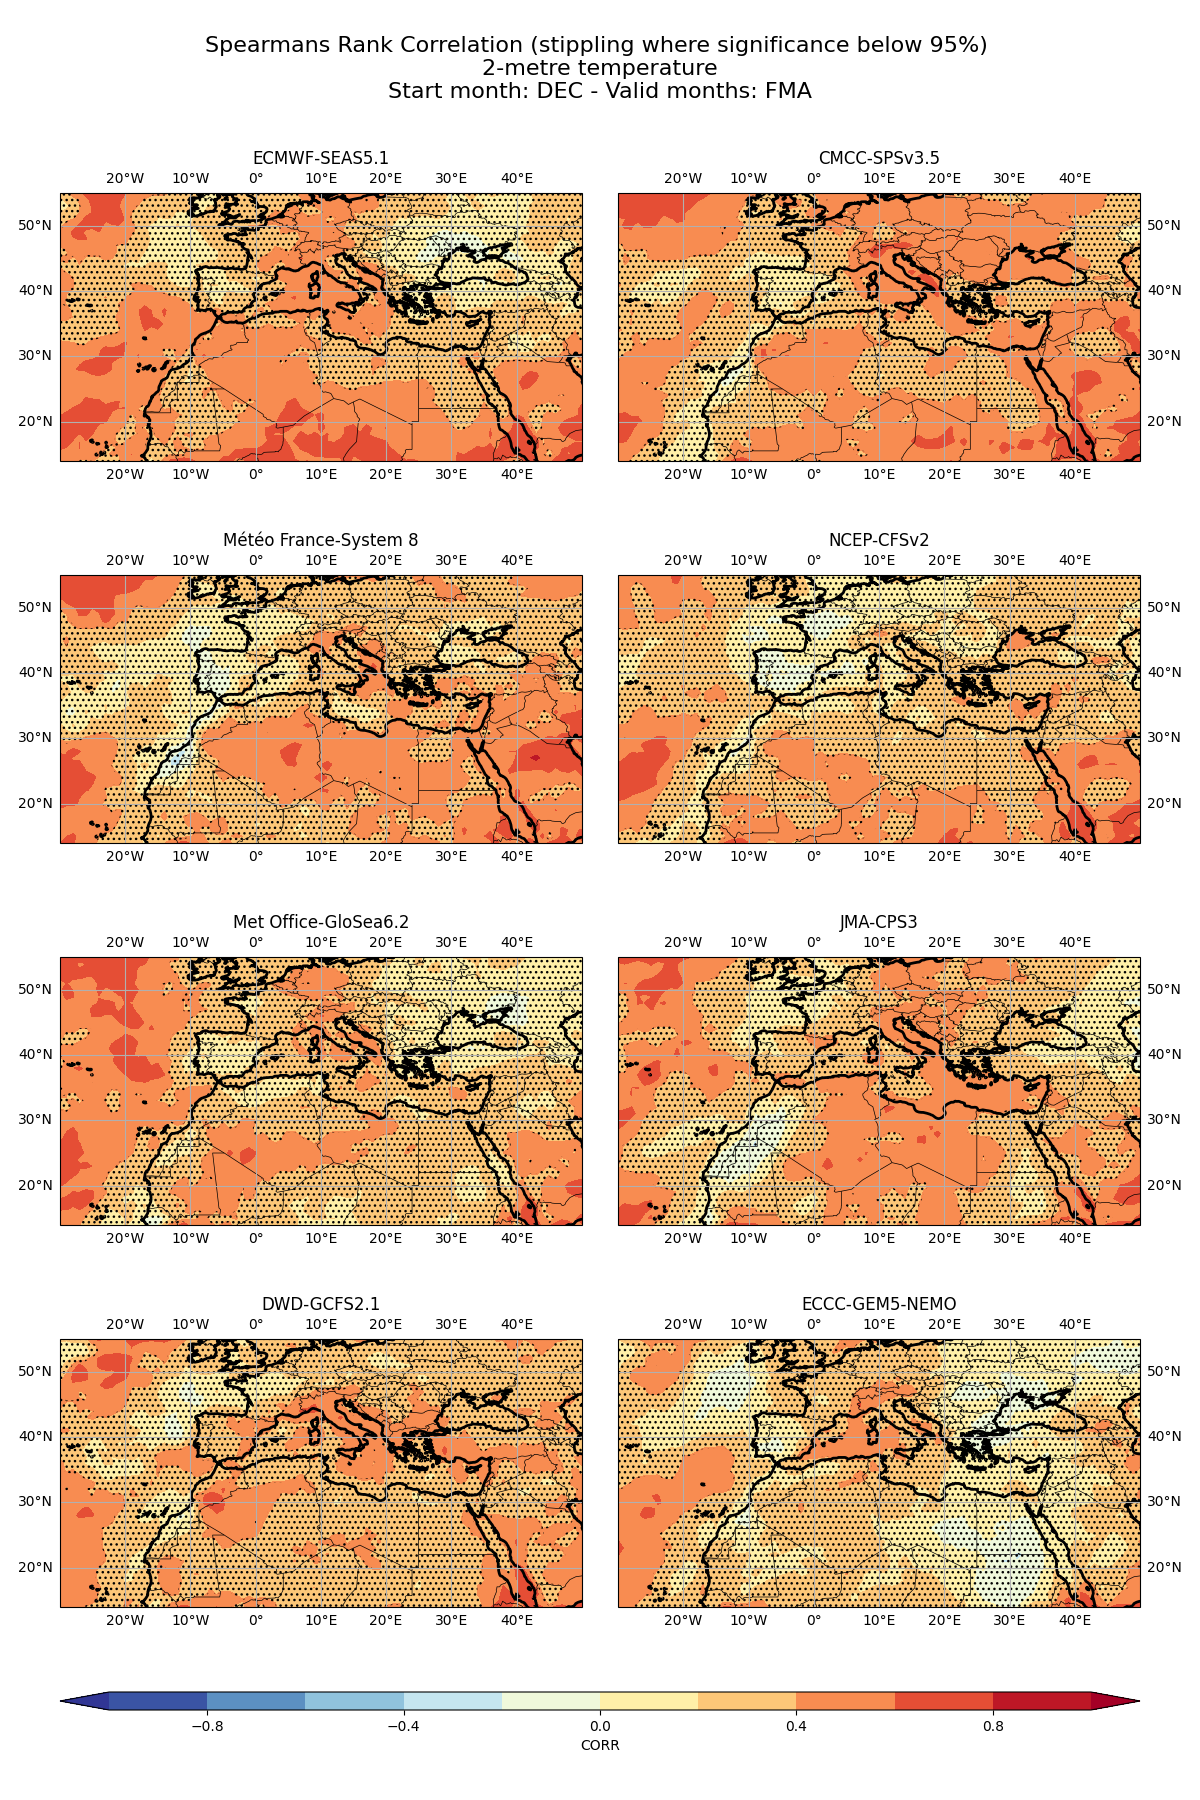 Spearmans Rank Correlation (stippling where significance below 95%)
2-metre temperature
Start month: DEC - Valid months: FMA
ECMWF-SEAS5.1
CMCC-SPSv3.5
20°W 10°W 0° 10°E 20°E 30°E 40°E
20°W 10°W 0° 10°E 20°E 30°E 40°E
50°N
50°N
40°N
40°N
30°N
30°N
20°N
20°N
20°W 10°W 0° 10°E 20°E 30°E 40°E
20°W 10°W 0° 10°E 20°E 30°E 40°E
Météo France-System 8
NCEP-CFSv2
20°W 10°W 0° 10°E 20°E 30°E 40°E
20°W 10°W 0° 10°E 20°E 30°E 40°E
50°N
50°N
40°N
40°N
30°N
30°N
20°N
20°N
20°W 10°W 0° 10°E 20°E 30°E 40°E
20°W 10°W 0° 10°E 20°E 30°E 40°E
Met Office-GloSea6.2
JMA-CPS3
20°W 10°W 0° 10°E 20°E 30°E 40°E
20°W 10°W 0° 10°E 20°E 30°E 40°E
50°N
50°N
40°N
40°N
30°N
30°N
20°N
20°N
20°W 10°W 0° 10°E 20°E 30°E 40°E
20°W 10°W 0° 10°E 20°E 30°E 40°E
DWD-GCFS2.1
ECCC-GEM5-NEMO
20°W 10°W 0° 10°E 20°E 30°E 40°E
20°W 10°W 0° 10°E 20°E 30°E 40°E
50°N
50°N
40°N
40°N
30°N
30°N
20°N
20°N
20°W 10°W 0° 10°E 20°E 30°E 40°E
20°W 10°W 0° 10°E 20°E 30°E 40°E
−0.8 −0.4 0.0 0.4 0.8
CORR